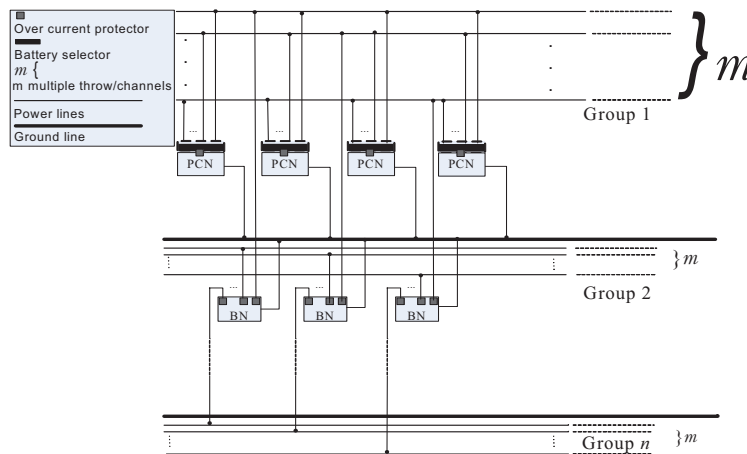 Over current protector
Battery selector
m {
m multiple throw/channels
Power lines
Ground line
} m
Group 1
...
...
...
...
PCN
PCN
PCN
PCN
} m
Group 2
...
...
...
BN
BN
BN
Group n
} m